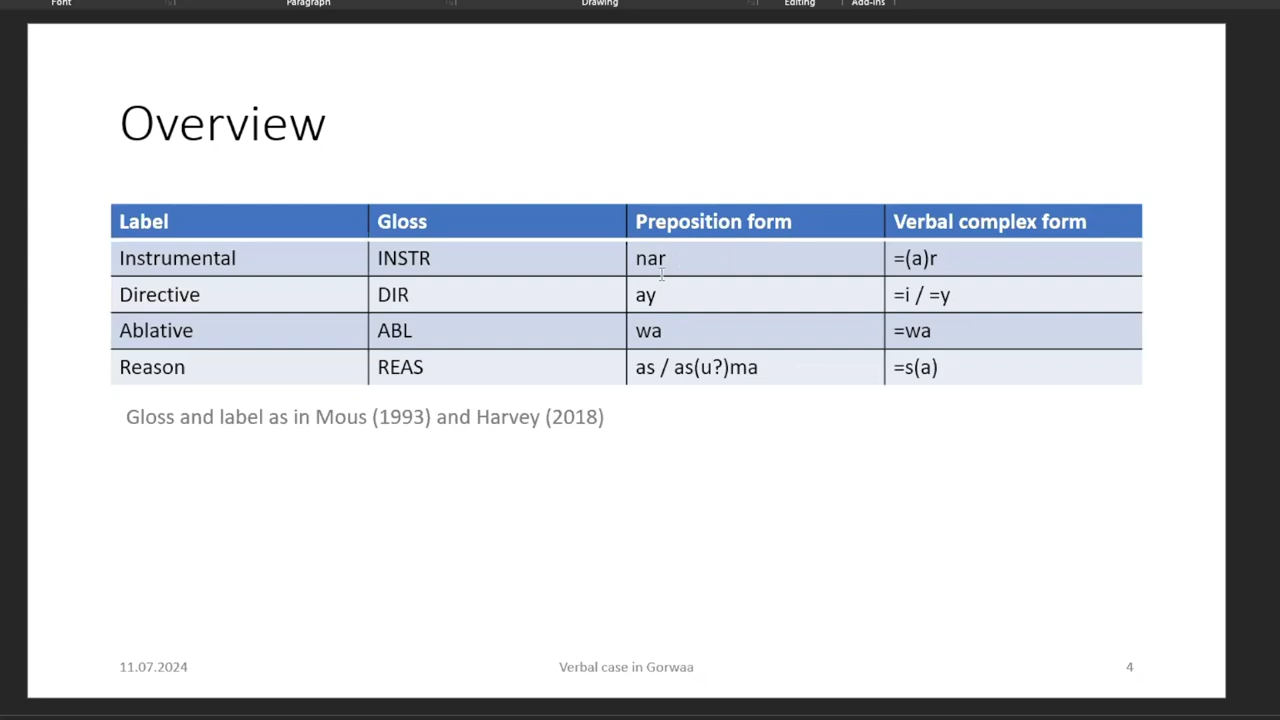 Font Paragraph Drawing Editing Add-ins
Overview
Label Gloss Preposition form Verbal complex form
Instrumental INSTR nar =(a)r
Directive DIR ay =i / =y
Ablative ABL wa =wa
Reason REAS as / as(u?)ma =s(a)
Gloss and label as in Mous (1993) and Harvey (2018)
11.07.2024 Verbal case in Gorwaa 4